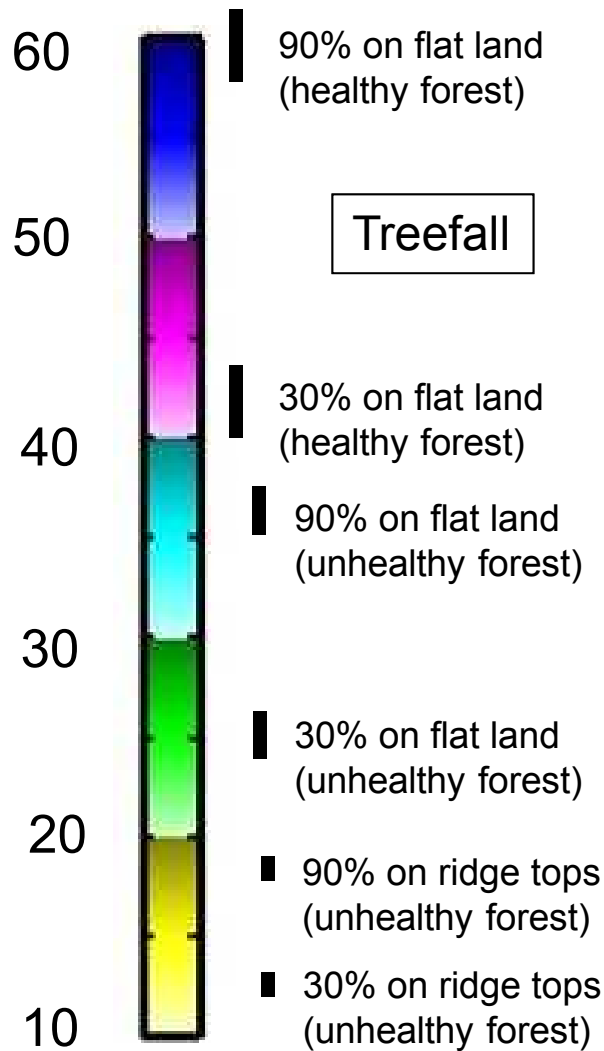 60
90% on flat land
(healthy forest)
50
Treefall
40
30% on flat land
(healthy forest)
90% on flat land
(unhealthy forest)
30
30% on flat land
(unhealthy forest)
20
90% on ridge tops
(unhealthy forest)
30% on ridge tops
(unhealthy forest)
10